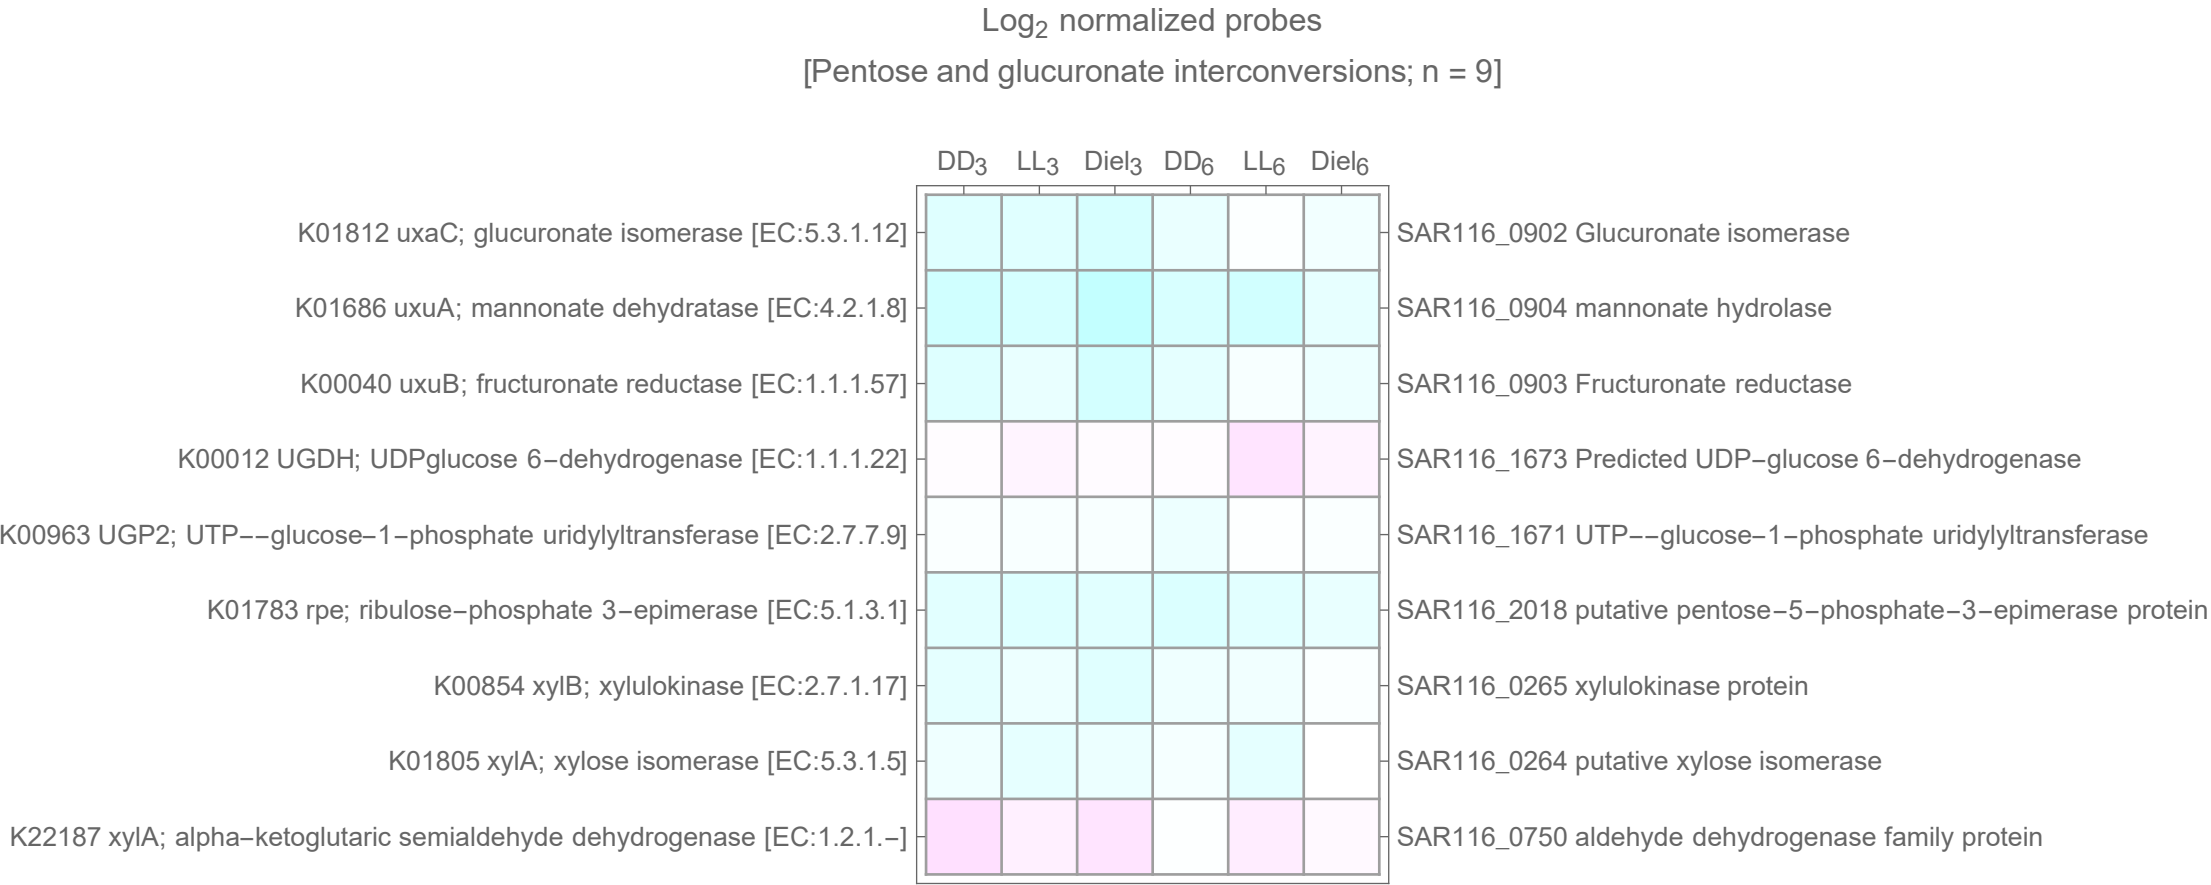 Log2 normalized probes
[Pentose and glucuronate interconversions; n = 9]
DD3 LL3 Diel3 DD6 LL6 Diel6
K01812 uxaC; glucuronate isomerase [EC:5.3.1.12] SAR116_0902 Glucuronate isomerase
K01686 uxuA; mannonate dehydratase [EC:4.2.1.8] SAR116_0904 mannonate hydrolase
K00040 uxuB; fructuronate reductase [EC:1.1.1.57] SAR116_0903 Fructuronate reductase
K00012 UGDH; UDPglucose 6−dehydrogenase [EC:1.1.1.22] SAR116_1673 Predicted UDP−glucose 6−dehydrogenase
K00963 UGP2; UTP−−glucose−1−phosphate uridylyltransferase [EC:2.7.7.9] SAR116_1671 UTP−−glucose−1−phosphate uridylyltransferase
K01783 rpe; ribulose−phosphate 3−epimerase [EC:5.1.3.1] SAR116_2018 putative pentose−5−phosphate−3−epimerase protein
K00854 xylB; xylulokinase [EC:2.7.1.17] SAR116_0265 xylulokinase protein
K01805 xylA; xylose isomerase [EC:5.3.1.5] SAR116_0264 putative xylose isomerase
K22187 xylA; alpha−ketoglutaric semialdehyde dehydrogenase [EC:1.2.1.−] SAR116_0750 aldehyde dehydrogenase family protein